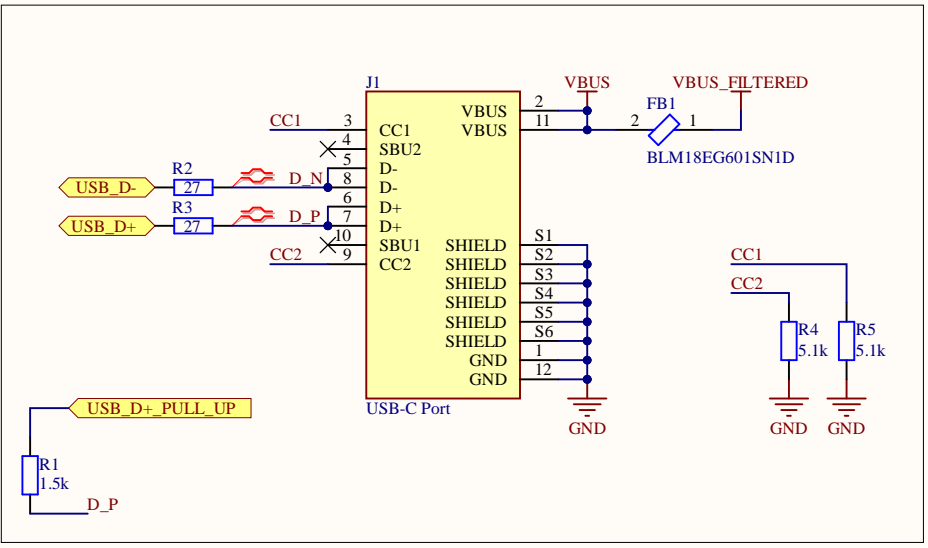 J1
VBUS
VBUS_FILTERED
2
VBUS
FB1
CC1
3
CC1
VBUS
11
2
1
4
SBU2
BLM18EG601SN1D
5
D-
R2
D_N
8
D-
USB_D-
27
6
D+
R3
D_P
7
D+
USB_D+
27
10
SBU1
SHIELD
S1
CC2
9
CC2
SHIELD
S2
CC1
SHIELD
S3
CC2
SHIELD
S4
SHIELD
S5
R4
R5
SHIELD
S6
5.1k
5.1k
GND
1
GND
12
USB_D+_PULL_UP
USB-C Port
GND
GND
GND
R1
1.5k
D_P